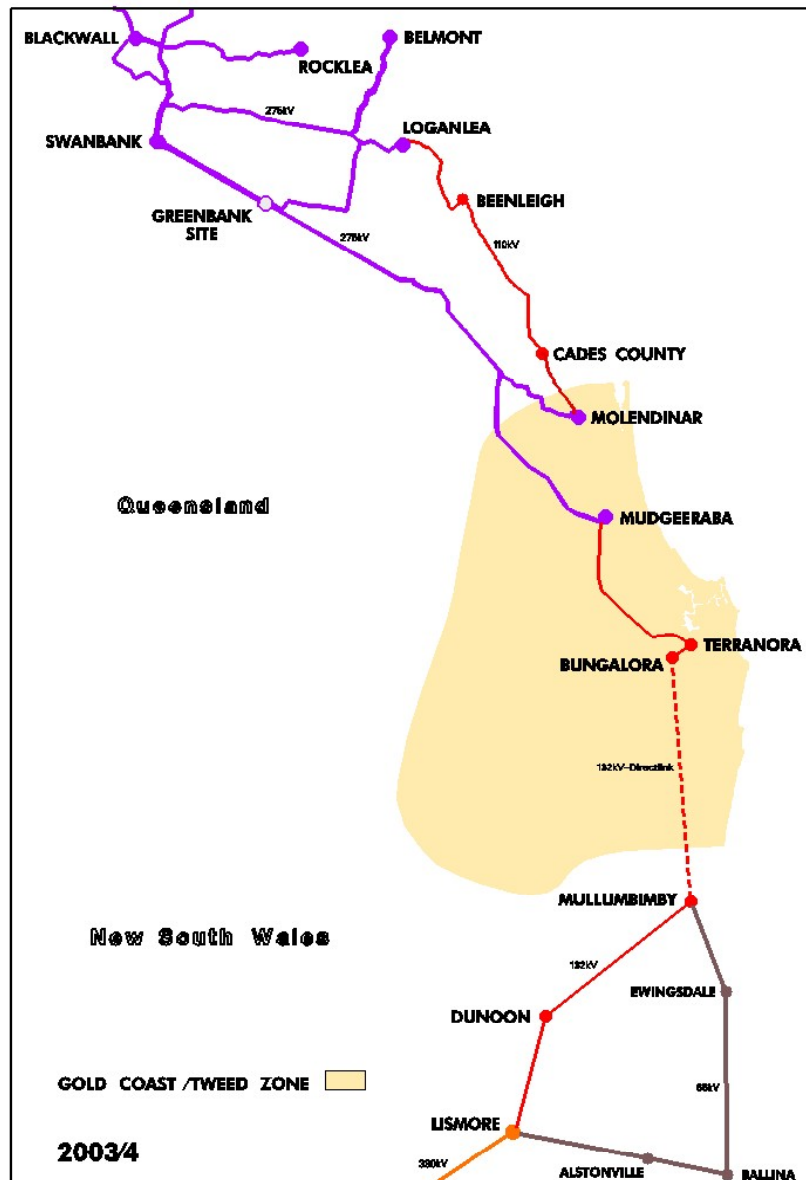 BLACKWALL
BELMONT
ROCKLEA
275kV
LOGANLEA
SWANBANK
BEENLEIGH
GREENBANK
SITE
275kV
110kV
CADES COUNTY
MOLENDINAR
Queensland
MUDGEERABA
TERRANORA
BUNGALORA
132kV-Directlink
MULLUMBIMBY
New South Wales
132kV
EWINGSDALE
DUNOON
GOLD COAST /TWEED ZONE
66kV
LISMORE
2003/4
330kV
ALSTONVILLE
BALLINA